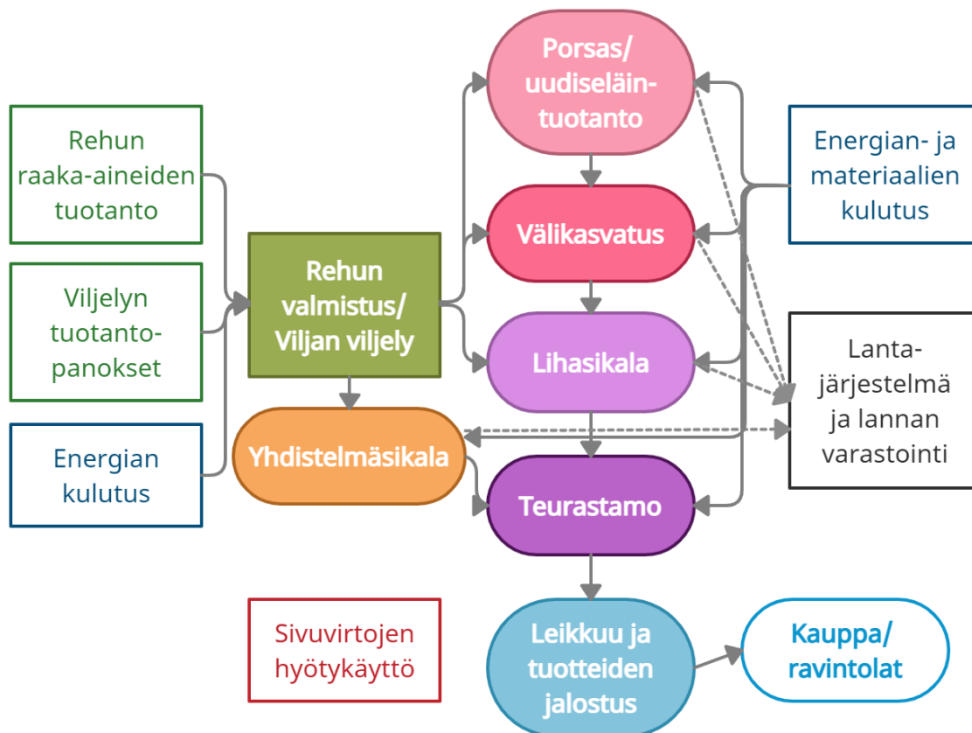 Porsas/
uudiseläin-
tuotanto
Rehun
raaka-aineiden
tuotanto
Energian- ja
materiaalien
kulutus
Välikasvatus
Rehun
valmistus/
Viljan viljely
Viljelyn
tuotanto-
panokset
Lihasikala
Lanta-
järjestelmä
ja lannan
varastointi
Yhdistelmäsikala
Energian
kulutus
Teurastamo
Sivuvirtojen
hyötykäyttö
Leikkuu ja
tuotteiden
jalostus
Kauppa/
ravintolat